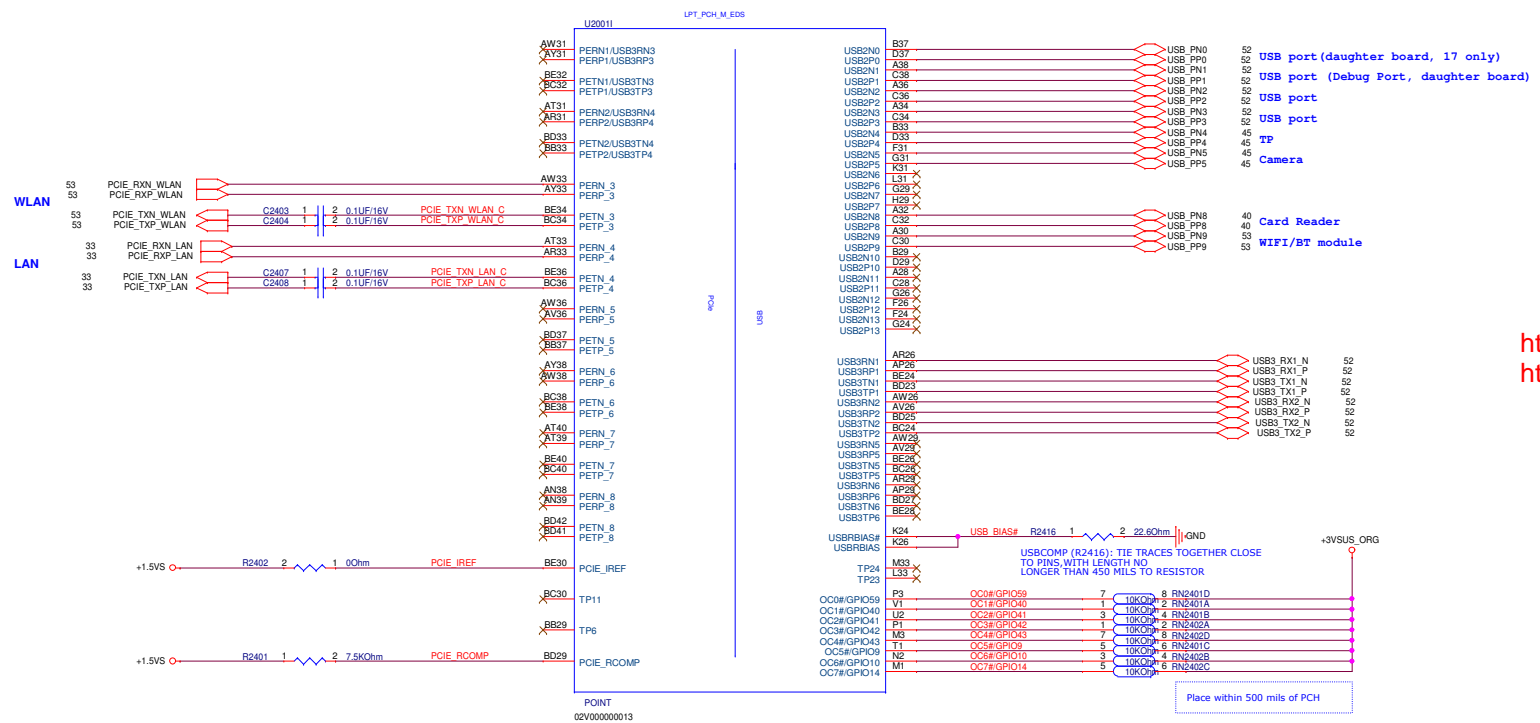 LPT_PCH_M_EDS
U2001I
AW31 PERN1/USB3RN3
AY31 PERP1/USB3RP3
BE32 PETN1/USB3TN3
BC32 PETP1/USB3TP3
AT31 PERN2/USB3RN4
AR31 PERP2/USB3RP4
BD33 PETN2/USB3TN4
BB33 PETP2/USB3TP4
WLAN
53 PCIE_RXN_WLAN AW33 PERN_3
53 PCIE_RXP_WLAN AY33 PERP_3
53 PCIE_TXN_WLAN C2403 1 2 0.1UF/16V PCIE_TXN_WLAN_C BE34 PETN_3
53 PCIE_TXP_WLAN C2404 1 2 0.1UF/16V PCIE_TXP_WLAN_C BC34 PETP_3
LAN
33 PCIE_RXN_LAN AT33 PERN_4
33 PCIE_RXP_LAN AR33 PERP_4
33 PCIE_TXN_LAN C2407 1 2 0.1UF/16V PCIE_TXN_LAN_C BE36 PETN_4
33 PCIE_TXP_LAN C2408 1 2 0.1UF/16V PCIE_TXP_LAN_C BC36 PETP_4
AW36 PERN_5
AV36 PERP_5
BD37 PETN_5
BB37 PETP_5
AY38 PERN_6
AW38 PERP_6
BC38 PETN_6
BE38 PETP_6
AT40 PERN_7
AT39 PERP_7
BE40 PETN_7
BC40 PETP_7
AN38 PERN_8
AN39 PERP_8
BD42 PETN_8
BD41 PETP_8
+1.5VS R2402 2 1 0Ohm PCIE_IREF BE30 PCIE_IREF
BC30 TP11
BB29 TP6
+1.5VS R2401 1 2 7.5KOhm PCIE_RCOMP BD29 PCIE_RCOMP
PCIe
USB
USB2N0 B37 USB_PN0 52
USB2P0 D37 USB_PP0 52
USB port(daughter board, 17 only)
USB2N1 A38 USB_PN1 52
USB2P1 C38 USB_PP1 52
USB port (Debug Port, daughter board)
USB2N2 A36 USB_PN2 52
USB2P2 C36 USB_PP2 52
USB port
USB2N3 A34 USB_PN3 52
USB2P3 C34 USB_PP3 52
USB port
USB2N4 B33 USB_PN4 45
USB2P4 D33 USB_PP4 45
TP
USB2N5 F31 USB_PN5 45
USB2P5 G31 USB_PP5 45
Camera
USB2N6 K31
USB2P6 L31
USB2N7 G29
USB2P7 H29
USB2N8 A32 USB_PN8 40
USB2P8 C32 USB_PP8 40
Card Reader
USB2N9 A30 USB_PN9 53
USB2P9 C30 USB_PP9 53
WIFI/BT module
USB2N10 B29
USB2P10 D29
USB2N11 A28
USB2P11 C28
USB2N12 G26
USB2P12 F26
USB2N13 F24
USB2P13 G24
ht
ht
USB3RN1 AR26 USB3_RX1_N 52
USB3RP1 AP26 USB3_RX1_P 52
USB3TN1 BE24 USB3_TX1_N 52
USB3TP1 BD23 USB3_TX1_P 52
USB3RN2 AW26 USB3_RX2_N 52
USB3RP2 AV26 USB3_RX2_P 52
USB3TN2 BD25 USB3_TX2_N 52
USB3TP2 BC24 USB3_TX2_P 52
USB3RN5 AW29
USB3RP5 AV29
USB3TN5 BE26
USB3TP5 BC26
USB3RN6 AR29
USB3RP6 AP29
USB3TN6 BD27
USB3TP6 BE28
USBRBIAS# K24 USB_BIAS# R2416 1 2 22.6Ohm GND
USBRBIAS K26
USBCOMP (R2416): TIE TRACES TOGETHER CLOSE
TO PINS,WITH LENGTH NO
LONGER THAN 450 MILS TO RESISTOR
+3VSUS_ORG
TP24 M33
TP23 L33
OC0#/GPIO59 P3 OC0#/GPIO59 7 10KOhm 8 RN2401D
OC1#/GPIO40 V1 OC1#/GPIO40 1 10KOhm 2 RN2401A
OC2#/GPIO41 U2 OC2#/GPIO41 3 10KOhm 4 RN2401B
OC3#/GPIO42 P1 OC3#/GPIO42 1 10KOhm 2 RN2402A
OC4#/GPIO43 M3 OC4#/GPIO43 7 10KOhm 8 RN2402D
OC5#/GPIO9 T1 OC5#/GPIO9 5 10KOhm 6 RN2401C
OC6#/GPIO10 N2 OC6#/GPIO10 3 10KOhm 4 RN2402B
OC7#/GPIO14 M1 OC7#/GPIO14 5 10KOhm 6 RN2402C
Place within 500 mils of PCH
POINT
02V000000013